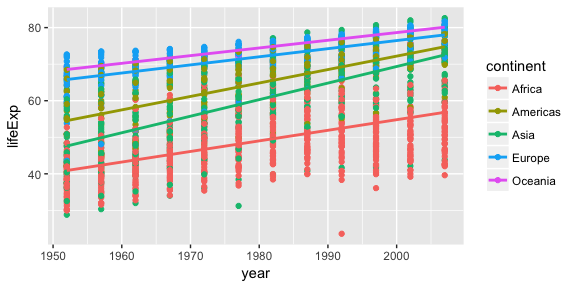 80
60
40
lifeExp
1950
1960
1970
1980
1990
2000
year
continent
Africa
Americas
Asia
Europe
Oceania